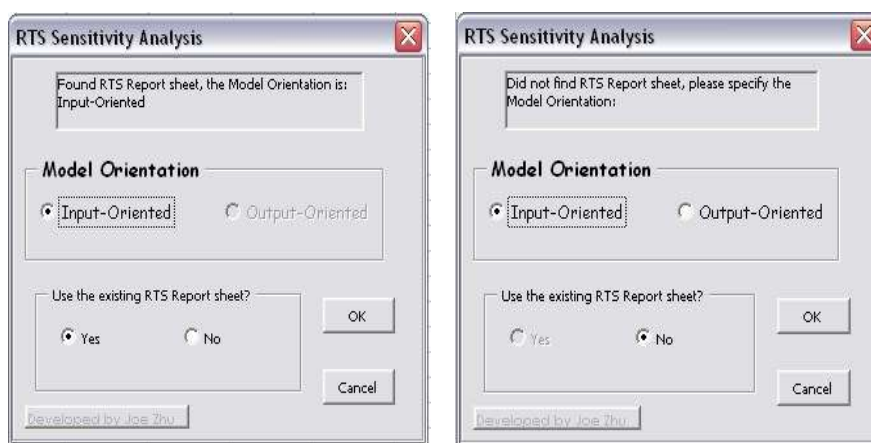 RTS Sensitivity Analysis
Found RTS Report sheet, the Model Orientation is:
Input-Oriented
Model Orientation
Input-Oriented Output-Oriented
Use the existing RTS Report sheet?
Yes No
OK
Cancel
Developed by Joe Zhu
RTS Sensitivity Analysis
Did not find RTS Report sheet, please specify the
Model Orientation:
Model Orientation
Input-Oriented Output-Oriented
Use the existing RTS Report sheet?
Yes No
OK
Cancel
Developed by Joe Zhu